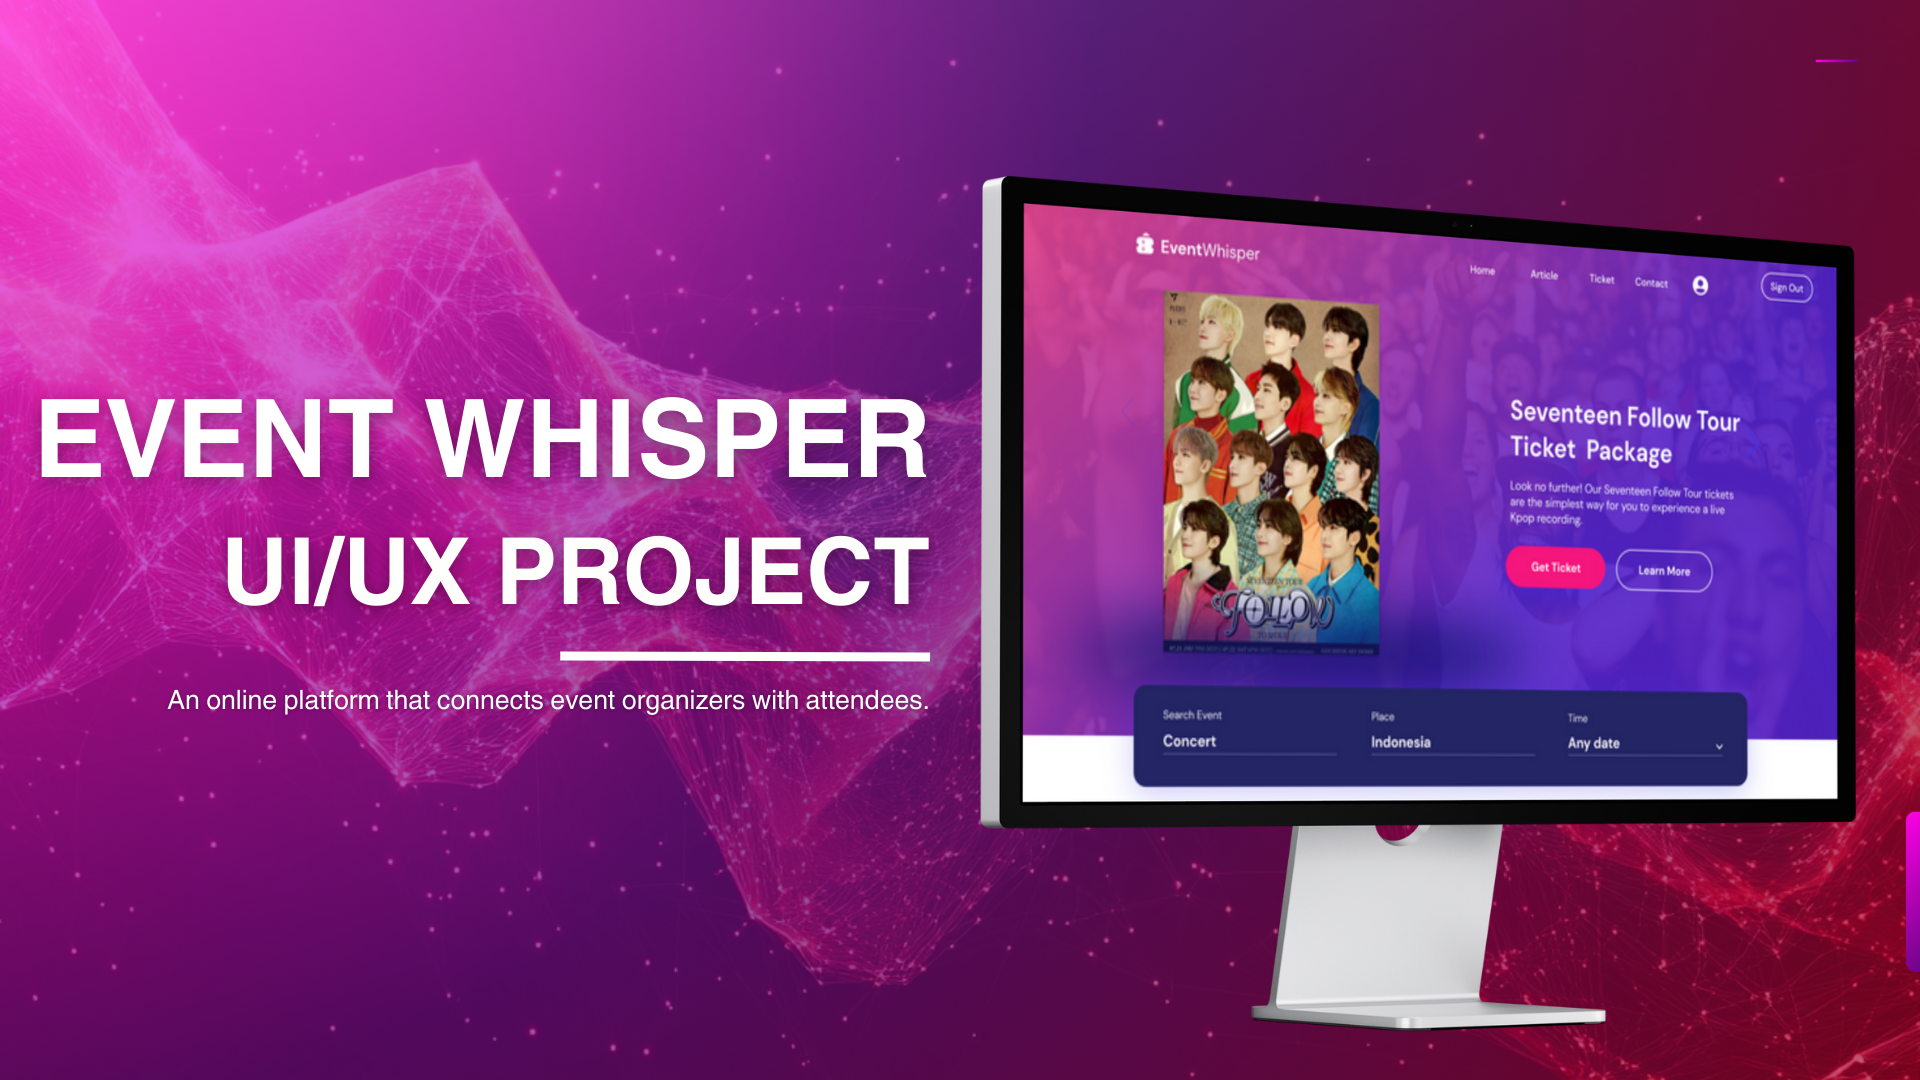 EVENT WHISPER
UI/UX PROJECT
An online platform that connects event organizers with attendees.
EventWhisper
Home
Article
Ticket
Contact
Sign Out
SEVENTEEN TOUR
FOLLOW
Seventeen Follow Tour
Ticket Package
Look no further! Our Seventeen Follow Tour tickets
are the simplest way for you to experience a live
Kpop recording.
Get Ticket
Learn More
Search Event
Concert
Place
Indonesia
Time
Any date